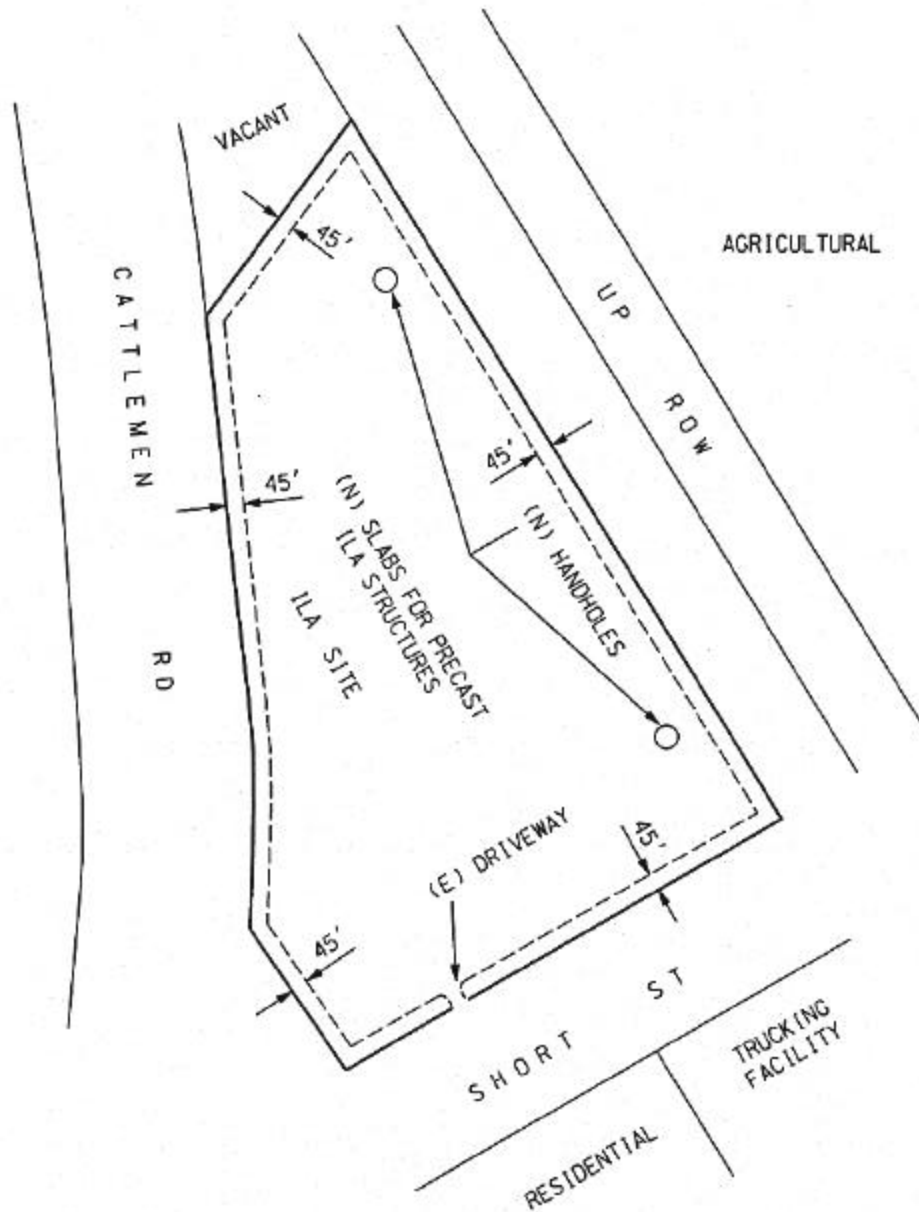 VACANT
45'
AGRICULTURAL
UP ROW
CATTLEMEN RD
45'
45'
(N) SLABS FOR PRECAST
ILA STRUCTURES
(N) HANDHOLES
ILA SITE
45'
(E) DRIVEWAY
45'
SHORT ST
TRUCKING
FACILITY
RESIDENTIAL